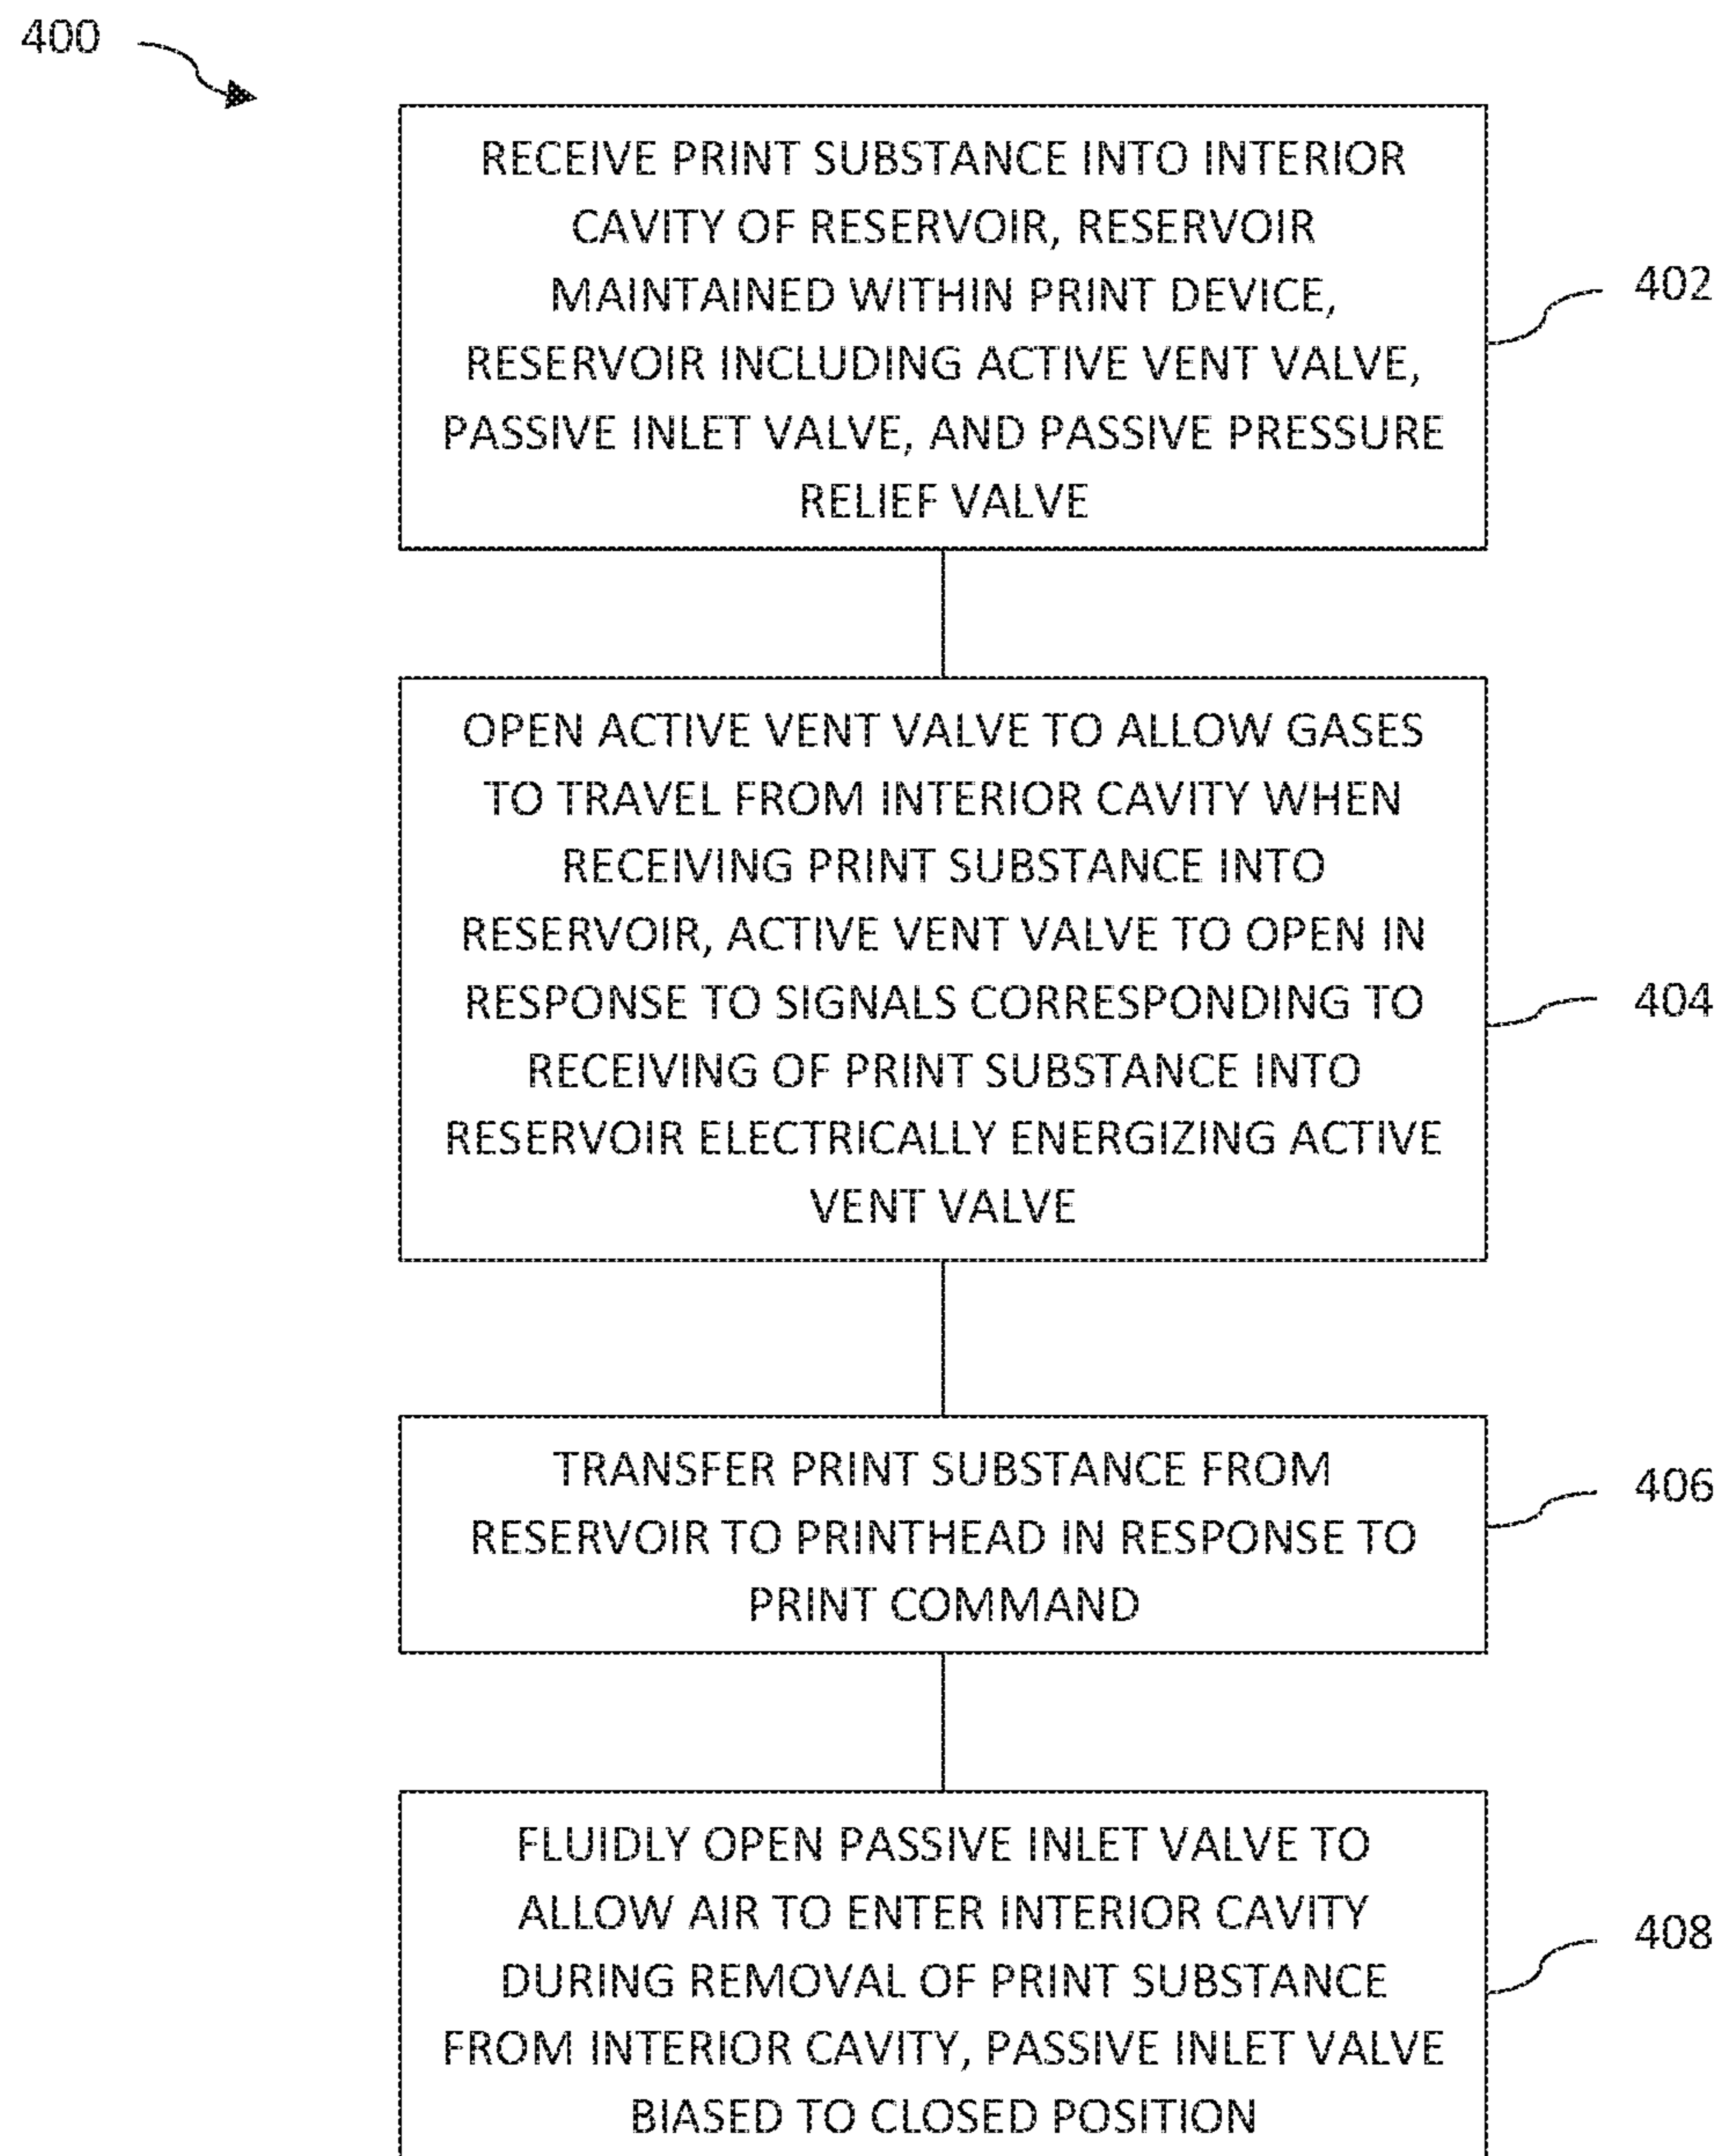 400
RECEIVE PRINT SUBSTANCE INTO INTERIOR
CAVITY OF RESERVOIR, RESERVOIR
MAINTAINED WITHIN PRINT DEVICE,
RESERVOIR INCLUDING ACTIVE VENT VALVE,
PASSIVE INLET VALVE, AND PASSIVE PRESSURE
RELIEF VALVE
402
OPEN ACTIVE VENT VALVE TO ALLOW GASES
TO TRAVEL FROM INTERIOR CAVITY WHEN
RECEIVING PRINT SUBSTANCE INTO
RESERVOIR, ACTIVE VENT VALVE TO OPEN IN
RESPONSE TO SIGNALS CORRESPONDING TO
RECEIVING OF PRINT SUBSTANCE INTO
RESERVOIR ELECTRICALLY ENERGIZING ACTIVE
VENT VALVE
404
TRANSFER PRINT SUBSTANCE FROM
RESERVOIR TO PRINTHEAD IN RESPONSE TO
PRINT COMMAND
406
FLUIDLY OPEN PASSIVE INLET VALVE TO
ALLOW AIR TO ENTER INTERIOR CAVITY
DURING REMOVAL OF PRINT SUBSTANCE
FROM INTERIOR CAVITY, PASSIVE INLET VALVE
BIASED TO CLOSED POSITION
408